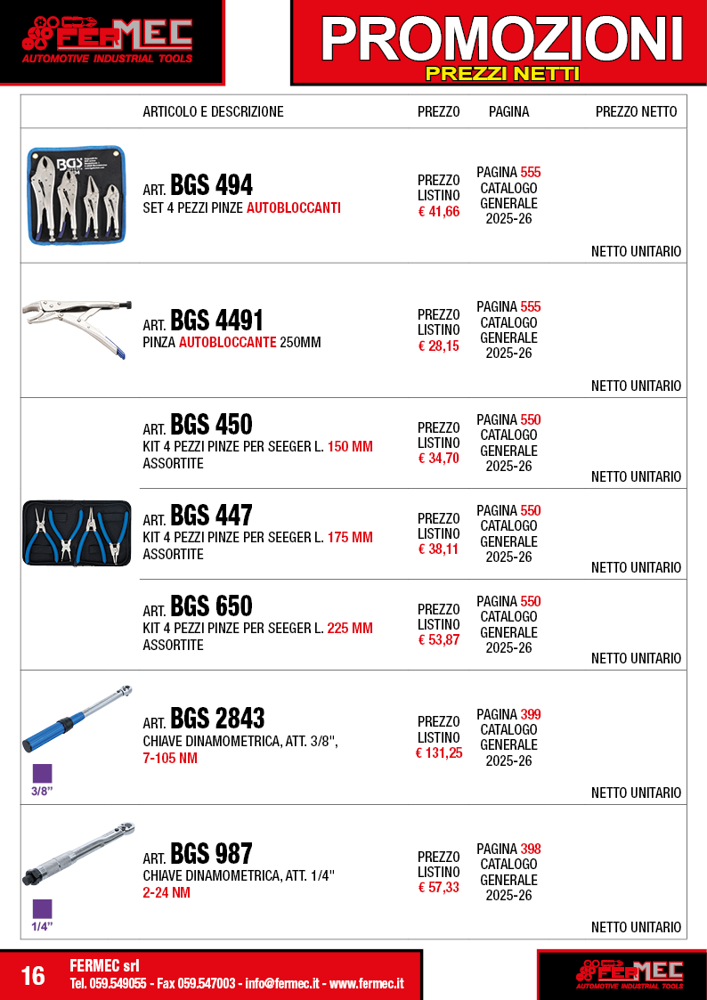 FERMEC
AUTOMOTIVE INDUSTRIAL TOOLS
PROMOZIONI
PREZZI NETTI
ARTICOLO E DESCRIZIONE PREZZO PAGINA PREZZO NETTO
BGS
ART. BGS 494
SET 4 PEZZI PINZE AUTOBLOCCANTI
PREZZO
LISTINO
€ 41,66
PAGINA 555
CATALOGO
GENERALE
2025-26
NETTO UNITARIO
ART. BGS 4491
PINZA AUTOBLOCCANTE 250MM
PREZZO
LISTINO
€ 28,15
PAGINA 555
CATALOGO
GENERALE
2025-26
NETTO UNITARIO
ART. BGS 450
KIT 4 PEZZI PINZE PER SEEGER L. 150 MM
ASSORTITE
PREZZO
LISTINO
€ 34,70
PAGINA 550
CATALOGO
GENERALE
2025-26
NETTO UNITARIO
ART. BGS 447
KIT 4 PEZZI PINZE PER SEEGER L. 175 MM
ASSORTITE
PREZZO
LISTINO
€ 38,11
PAGINA 550
CATALOGO
GENERALE
2025-26
NETTO UNITARIO
ART. BGS 650
KIT 4 PEZZI PINZE PER SEEGER L. 225 MM
ASSORTITE
PREZZO
LISTINO
€ 53,87
PAGINA 550
CATALOGO
GENERALE
2025-26
NETTO UNITARIO
3/8”
ART. BGS 2843
CHIAVE DINAMOMETRICA, ATT. 3/8",
7-105 NM
PREZZO
LISTINO
€ 131,25
PAGINA 399
CATALOGO
GENERALE
2025-26
NETTO UNITARIO
1/4”
ART. BGS 987
CHIAVE DINAMOMETRICA, ATT. 1/4"
2-24 NM
PREZZO
LISTINO
€ 57,33
PAGINA 398
CATALOGO
GENERALE
2025-26
NETTO UNITARIO
16
FERMEC srl
Tel. 059.549055 - Fax 059.547003 - info@fermec.it - www.fermec.it
FERMEC
AUTOMOTIVE INDUSTRIAL TOOLS